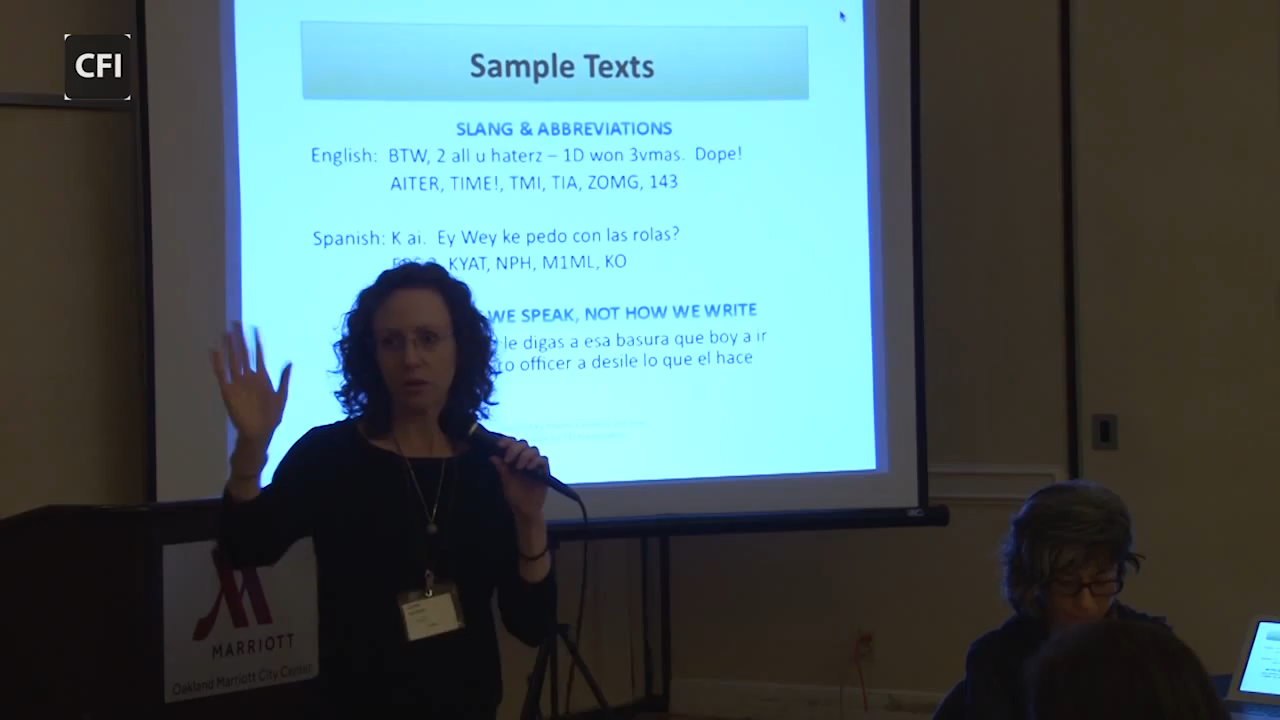 CFI
Sample Texts
SLANG & ABBREVIATIONS
English: BTW, 2 all u haterz – 1D won 3vmas. Dope!
AITER, TIME!, TMI, TIA, ZOMG, 143
Spanish: K ai. Ey Wey ke pedo con las rolas?
KYAT, NPH, M1ML, KO
WE SPEAK, NOT HOW WE WRITE
le digas a esa basura que boy a ir
officer a desile lo que el hace
MARRIOTT
Oakland Marriott City Center